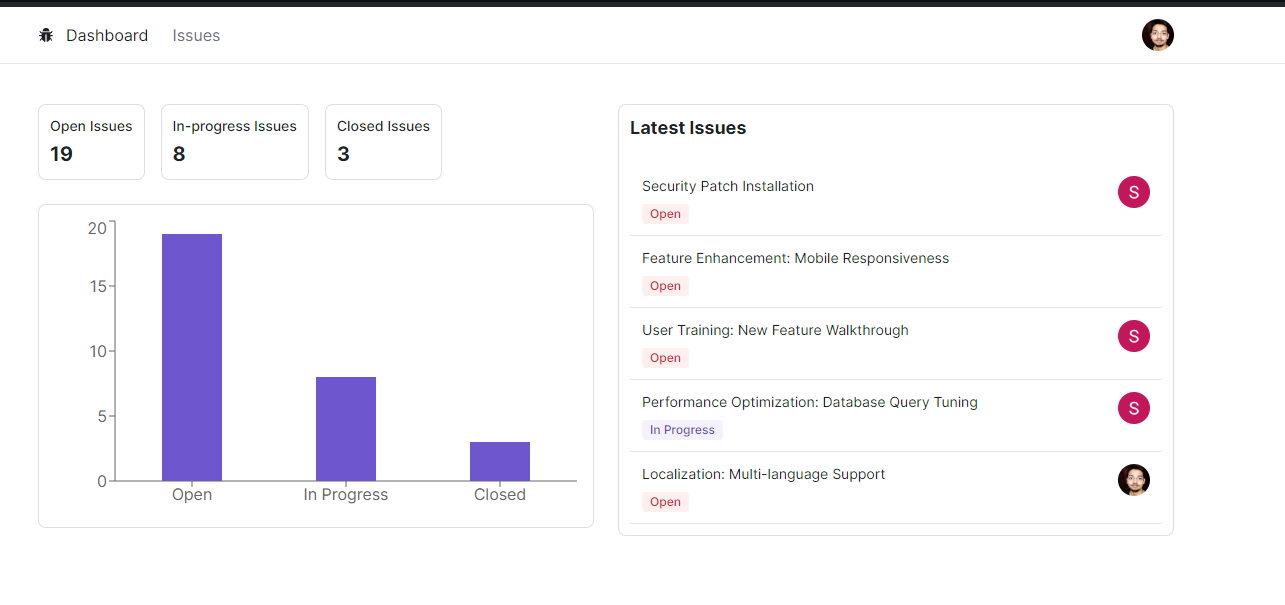 Dashboard Issues
Open Issues
19
In-progress Issues
8
Closed Issues
3
20
15
10
5
0
Open In Progress Closed
Latest Issues
Security Patch Installation
S
Open
Feature Enhancement: Mobile Responsiveness
Open
User Training: New Feature Walkthrough
S
Open
Performance Optimization: Database Query Tuning
S
In Progress
Localization: Multi-language Support
Open